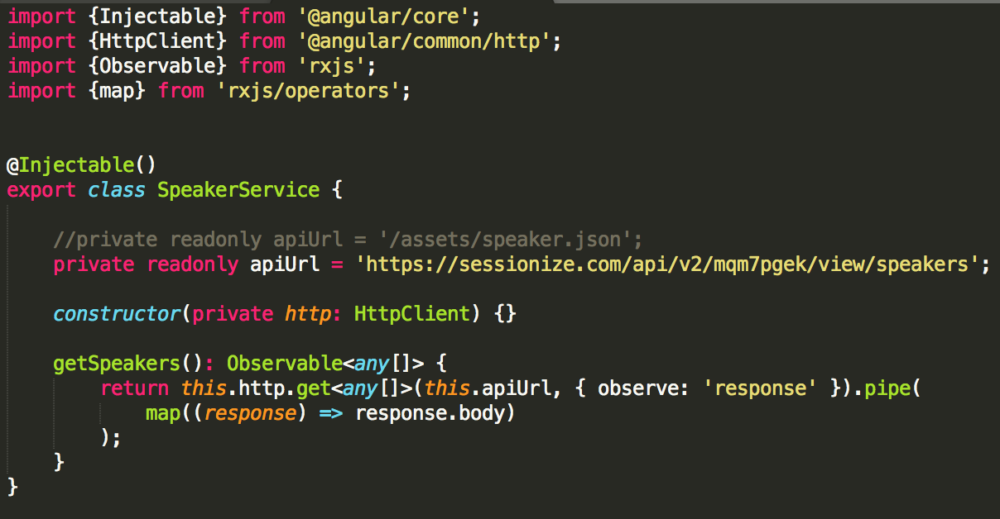 import {Injectable} from '@angular/core';
import {HttpClient} from '@angular/common/http';
import {Observable} from 'rxjs';
import {map} from 'rxjs/operators';
@Injectable()
export class SpeakerService {
//private readonly apiUrl = '/assets/speaker.json';
private readonly apiUrl = 'https://sessionize.com/api/v2/mqm7pgek/view/speakers';
constructor(private http: HttpClient) {}
getSpeakers(): Observable<any[]> {
return this.http.get<any[]>(this.apiUrl, { observe: 'response' }).pipe(
map((response) => response.body)
);
}
}